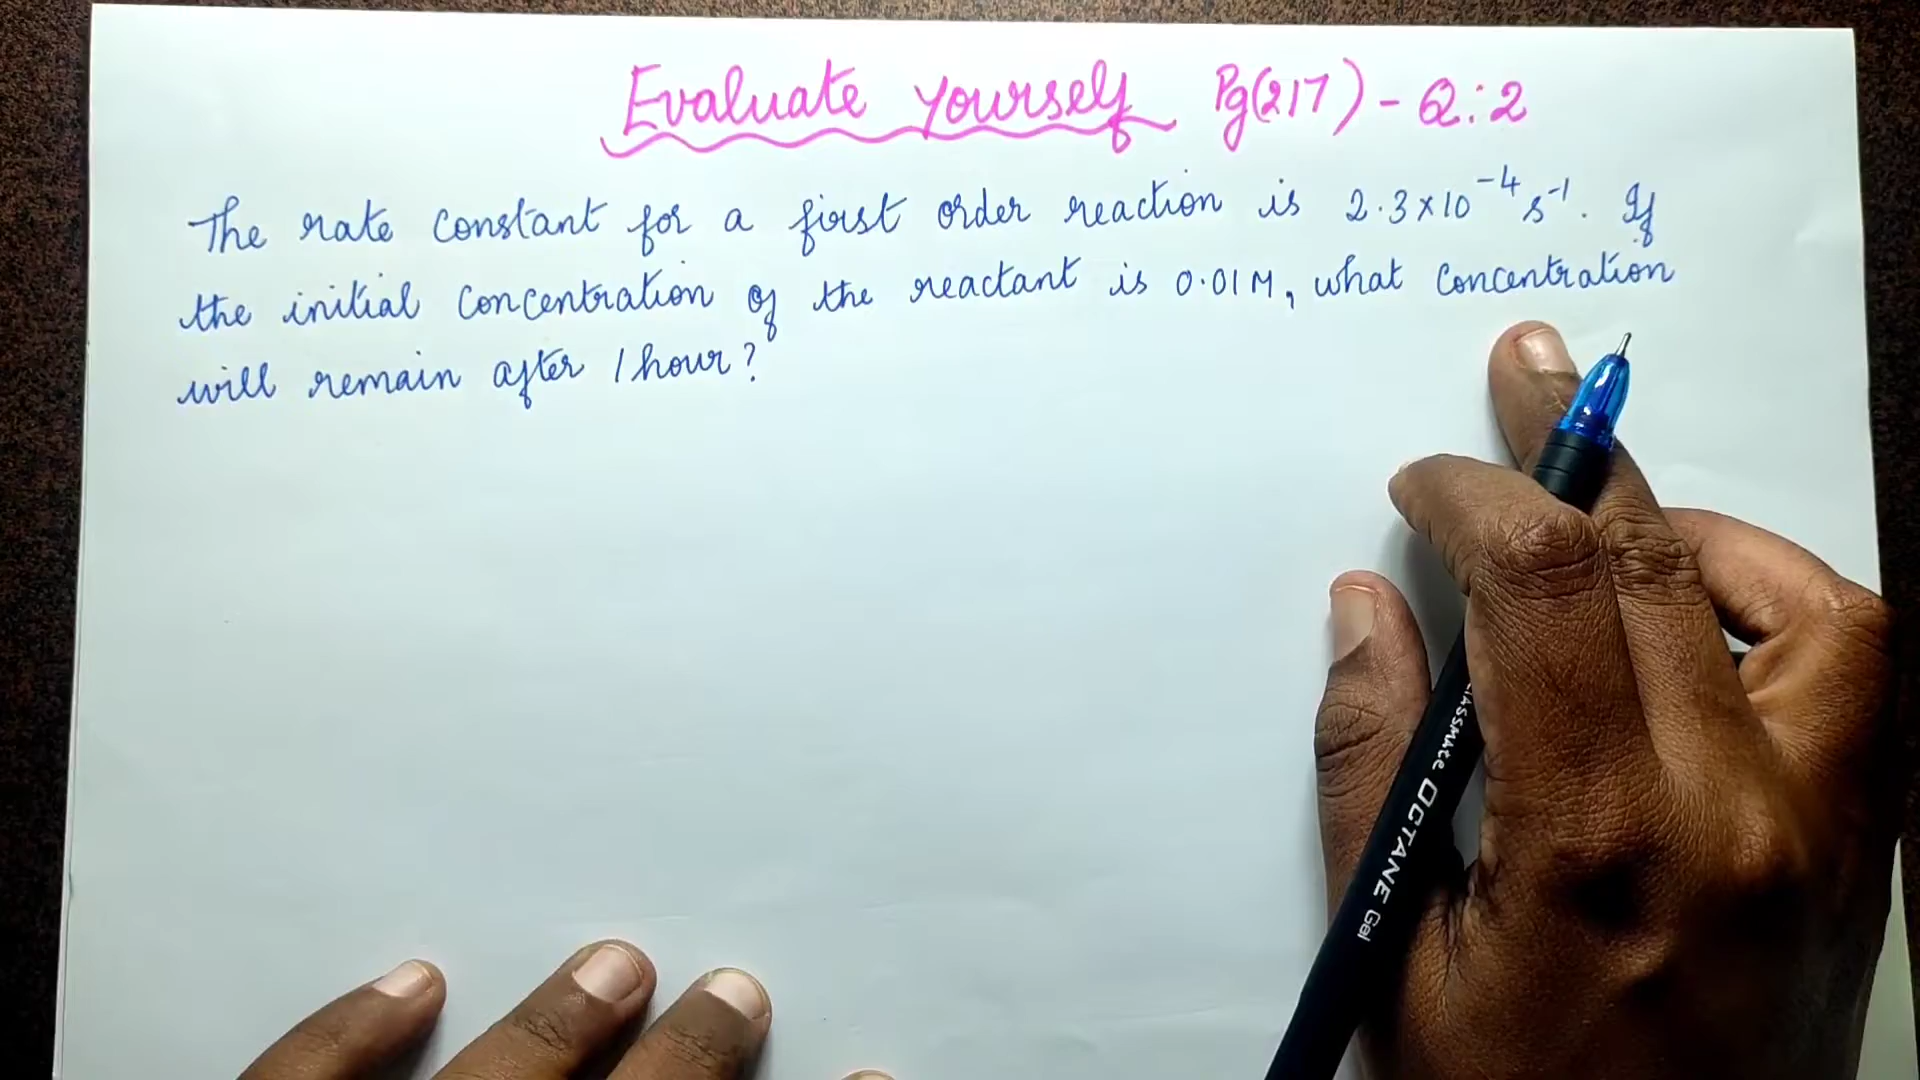 Evaluate yourself Pg(217) - Q:2
The rate constant for a first order reaction is 2.3×10⁻⁴ s⁻¹. If
the initial concentration of the reactant is 0.01M, what concentration
will remain after 1 hour?
classmate OCTANE Gel